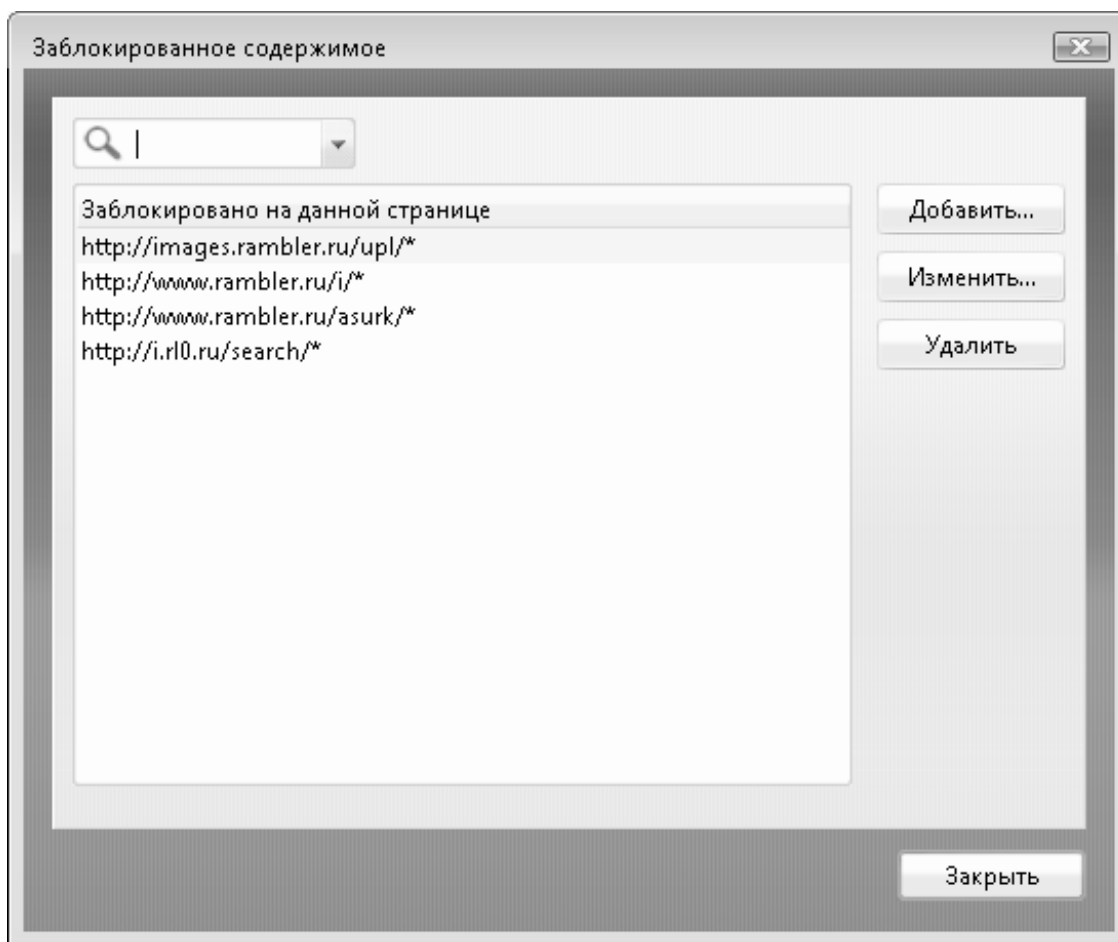 Заблокированное содержимое
Заблокировано на данной странице
http://images.rambler.ru/upl/*
http://www.rambler.ru/i/*
http://www.rambler.ru/asurk/*
http://i.rl0.ru/search/*
Добавить...
Изменить...
Удалить
Закрыть